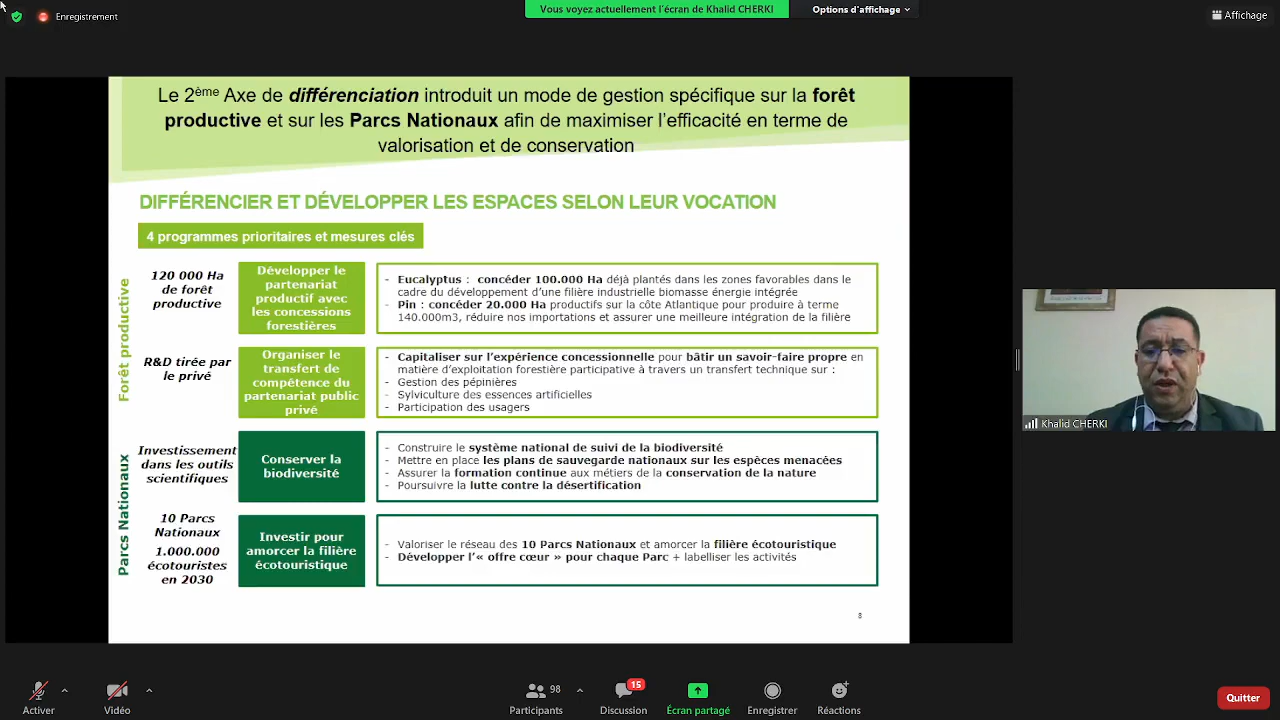 Enregistrement
Vous voyez actuellement l'écran de Khalid CHERKI
Options d'affichage
Affichage
Le 2ème Axe de différenciation introduit un mode de gestion spécifique sur la forêt
productive et sur les Parcs Nationaux afin de maximiser l'efficacité en terme de
valorisation et de conservation
DIFFÉRENCIER ET DÉVELOPPER LES ESPACES SELON LEUR VOCATION
4 programmes prioritaires et mesures clés
Forêt productive
120 000 Ha
de forêt
productive
Développer le
partenariat
productif avec
les concessions
forestières
- Eucalyptus : concéder 100.000 Ha déjà plantés dans les zones favorables dans le
cadre du développement d'une filière industrielle biomasse énergie intégrée
- Pin : concéder 20.000 Ha productifs sur la côte Atlantique pour produire à terme
140.000m3, réduire nos importations et assurer une meilleure intégration de la filière
R&D tirée par
le privé
Organiser le
transfert de
compétence du
partenariat public
privé
- Capitaliser sur l'expérience concessionnelle pour bâtir un savoir-faire propre en
matière d'exploitation forestière participative à travers un transfert technique sur :
- Gestion des pépinières
- Sylviculture des essences artificielles
- Participation des usagers
Parcs Nationaux
Investissement
dans les outils
scientifiques
Conserver la
biodiversité
- Construire le système national de suivi de la biodiversité
- Mettre en place les plans de sauvegarde nationaux sur les espèces menacées
- Assurer la formation continue aux métiers de la conservation de la nature
- Poursuivre la lutte contre la désertification
10 Parcs
Nationaux
1.000.000
écotouristes
en 2030
Investir pour
amorcer la filière
écotouristique
- Valoriser le réseau des 10 Parcs Nationaux et amorcer la filière écotouristique
- Développer l'« offre cœur » pour chaque Parc + labelliser les activités
8
Khalid CHERKI
Activer
Vidéo
98
Participants
15
Discussion
Écran partagé
Enregistrer
Réactions
Quitter